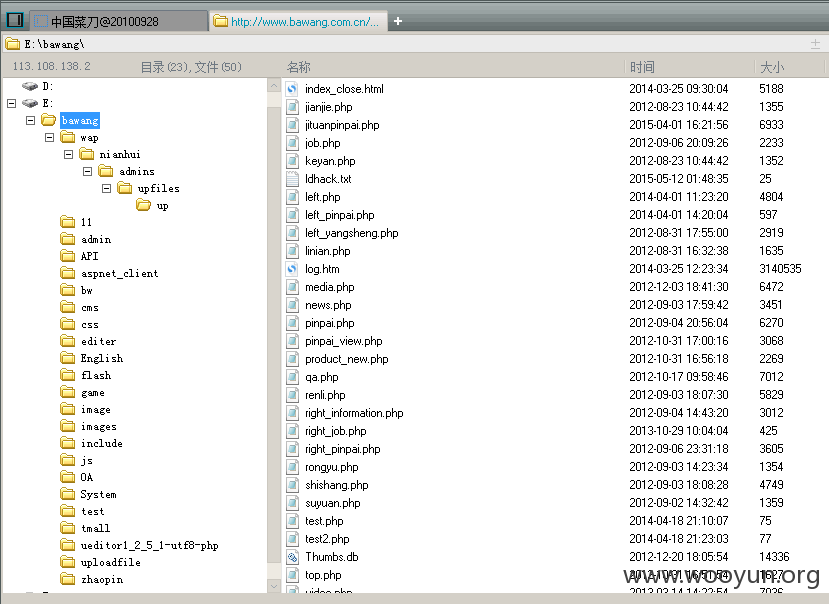 中国菜刀@20100928 http://www.bawang.com.cn/... +
E:\bawang\
113.108.138.2 目录(23),文件(50) 名称 时间 大小
D:
E:
bawang
wap
nianhui
admins
upfiles
up
11
admin
API
aspnet_client
bw
cms
css
editer
English
flash
game
image
images
include
js
OA
System
test
tmall
ueditor1_2_5_1-utf8-php
uploadfile
zhaopin
index_close.html 2014-03-25 09:30:04 5188
jianjie.php 2012-08-23 10:44:42 1355
jituanpinpai.php 2015-04-01 16:21:56 6933
job.php 2012-09-06 20:09:26 2233
keyan.php 2012-08-23 10:44:42 1352
ldhack.txt 2015-05-12 01:48:35 25
left.php 2014-04-01 11:23:20 4804
left_pinpai.php 2014-04-01 14:20:04 597
left_yangsheng.php 2012-08-31 17:55:00 2919
linian.php 2012-08-31 16:32:38 1635
log.htm 2014-03-25 12:23:34 3140535
media.php 2012-12-03 18:41:30 6472
news.php 2012-09-03 17:59:42 3451
pinpai.php 2012-09-04 20:56:04 6270
pinpai_view.php 2012-10-31 17:00:16 3068
product_new.php 2012-10-31 16:56:18 2269
qa.php 2012-10-17 09:58:46 7012
renli.php 2012-09-03 18:07:30 5829
right_information.php 2012-09-04 14:43:20 3012
right_job.php 2013-10-29 10:04:04 425
right_pinpai.php 2012-09-06 23:31:18 3605
rongyu.php 2012-09-03 14:23:34 1354
shishang.php 2012-09-03 18:08:28 4749
suyuan.php 2012-09-02 14:32:42 1359
test.php 2014-04-18 21:10:07 75
test2.php 2014-04-18 21:23:03 77
Thumbs.db 2012-12-20 18:05:54 14336
top.php 2012-10-31 16:51:54 1627
video.php 2013-03-14 14:22:54 7036
www.wooyun.org